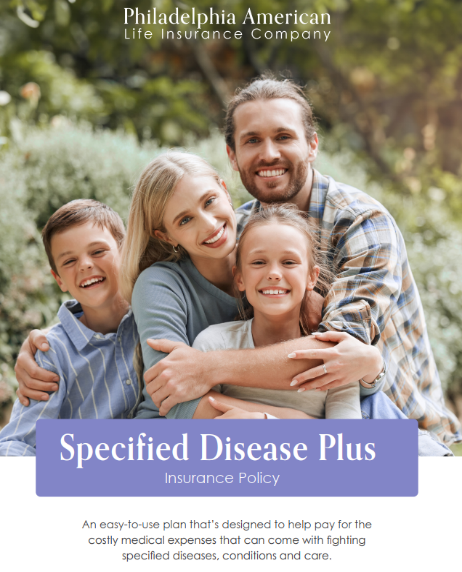 Philadelphia American
Life Insurance Company
Specified Disease Plus
Insurance Policy
An easy-to-use plan that's designed to help pay for the
costly medical expenses that can come with fighting
specified diseases, conditions and care.